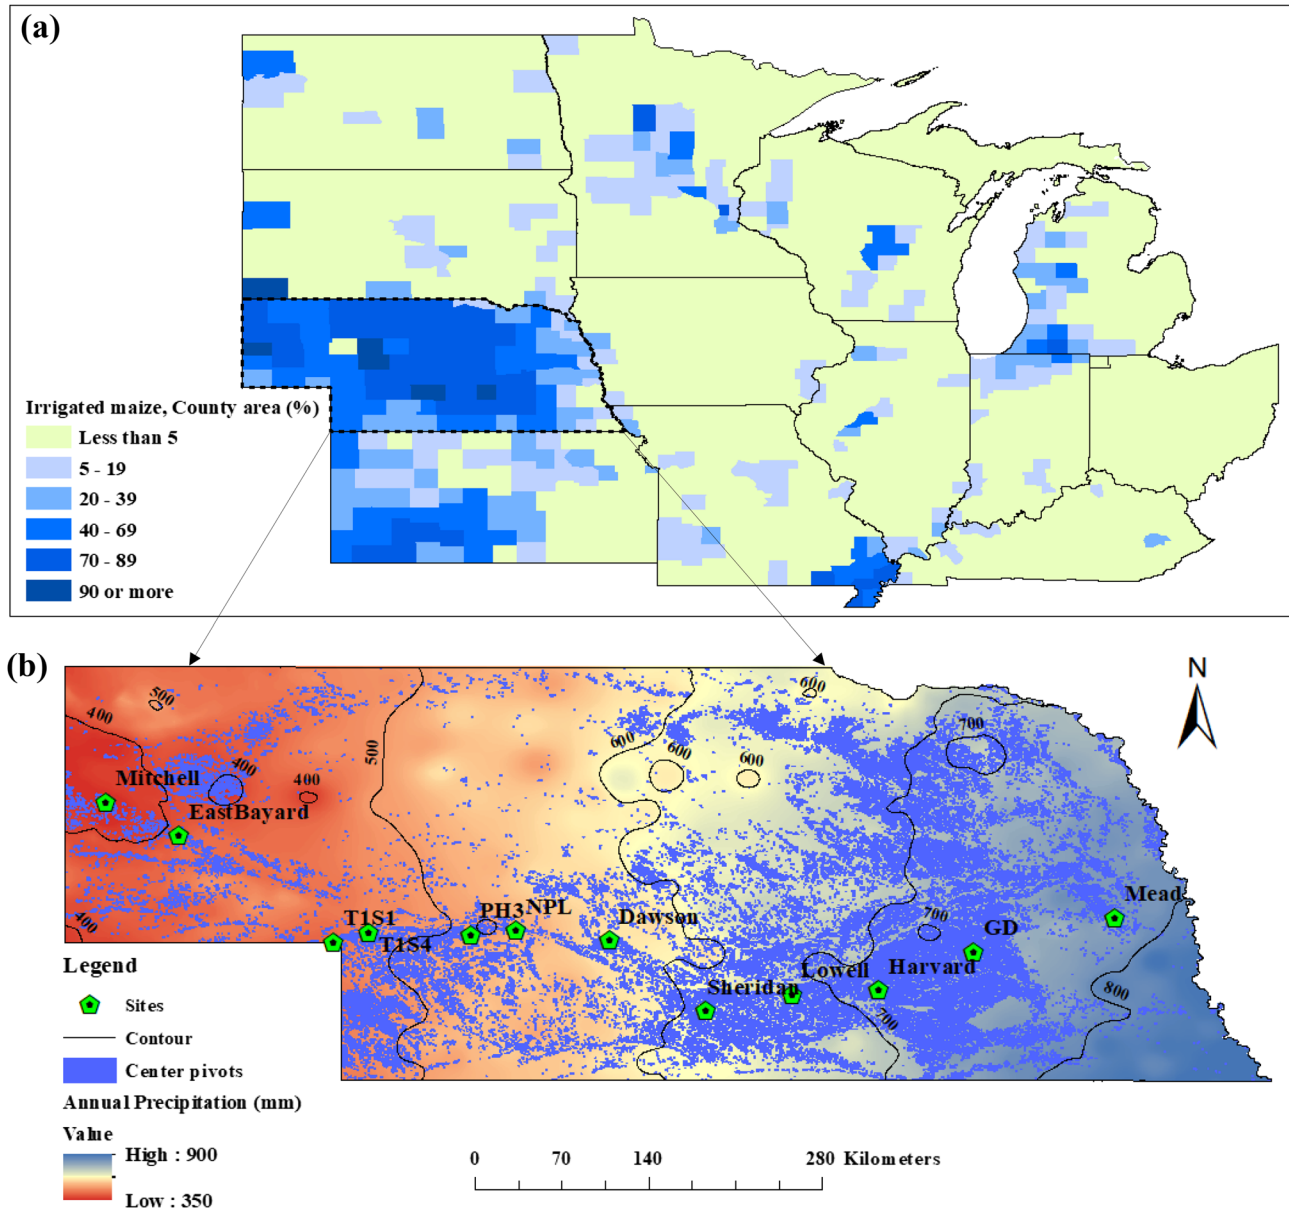 (a)
Irrigated maize, County area (%)
Less than 5
5 - 19
20 - 39
40 - 69
70 - 89
90 or more
(b)
N
500
400
600
700
500
600
600
600
400
400
Mitchell
EastBayard
Mead
400
T1S1
PH3
NPL
Dawson
700
GD
T1S4
Legend
Sheridan
Lowell
Harvard
800
700
Sites
Contour
Center pivots
Annual Precipitation (mm)
Value
High : 900
Low : 350
0 70 140 280 Kilometers